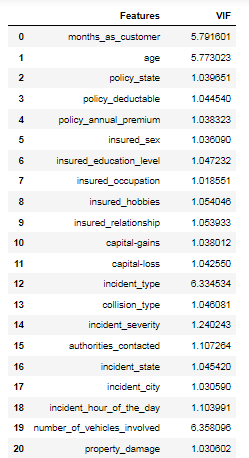 Features VIF
0 months_as_customer 5.791601
1 age 5.773023
2 policy_state 1.039651
3 policy_deductable 1.044540
4 policy_annual_premium 1.038323
5 insured_sex 1.036090
6 insured_education_level 1.047232
7 insured_occupation 1.018551
8 insured_hobbies 1.054046
9 insured_relationship 1.053933
10 capital-gains 1.038012
11 capital-loss 1.042550
12 incident_type 6.334534
13 collision_type 1.046081
14 incident_severity 1.240243
15 authorities_contacted 1.107264
16 incident_state 1.045420
17 incident_city 1.030590
18 incident_hour_of_the_day 1.103991
19 number_of_vehicles_involved 6.358096
20 property_damage 1.030602